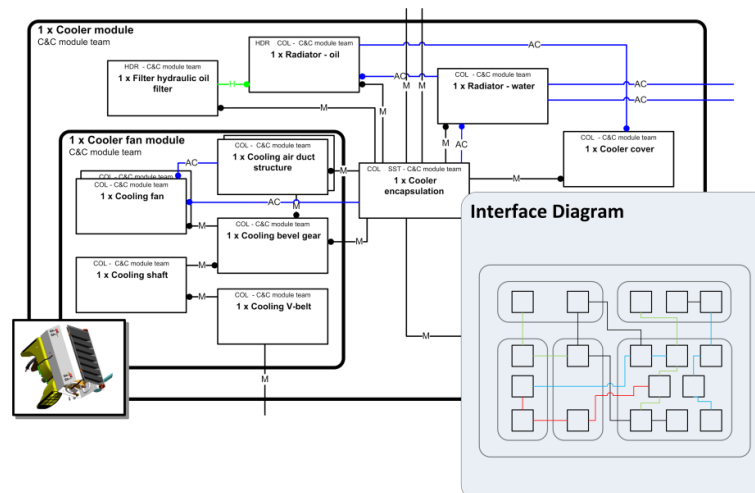 1 x Cooler module
C&C module team
HDR COL - C&C module team
1 x Radiator - oil
AC
HDR - C&C module team
1 x Filter hydraulic oil
filter
H
AC
M
M
COL - C&C module team
1 x Radiator - water
AC
AC
M
M
M
AC
COL - C&C module team
1 x Cooler cover
1 x Cooler fan module
C&C module team
COL - C&C module team
1 x Cooling air duct
structure
AC
M
COL SST - C&C module team
1 x Cooler
encapsulation
M
COL - C&C module team
COL - C&C module team
1 x Cooling fan
AC
M
M
COL - C&C module team
1 x Cooling bevel gear
M
COL - C&C module team
1 x Cooling shaft
M
M
COL - C&C module team
1 x Cooling V-belt
M
M
Interface Diagram